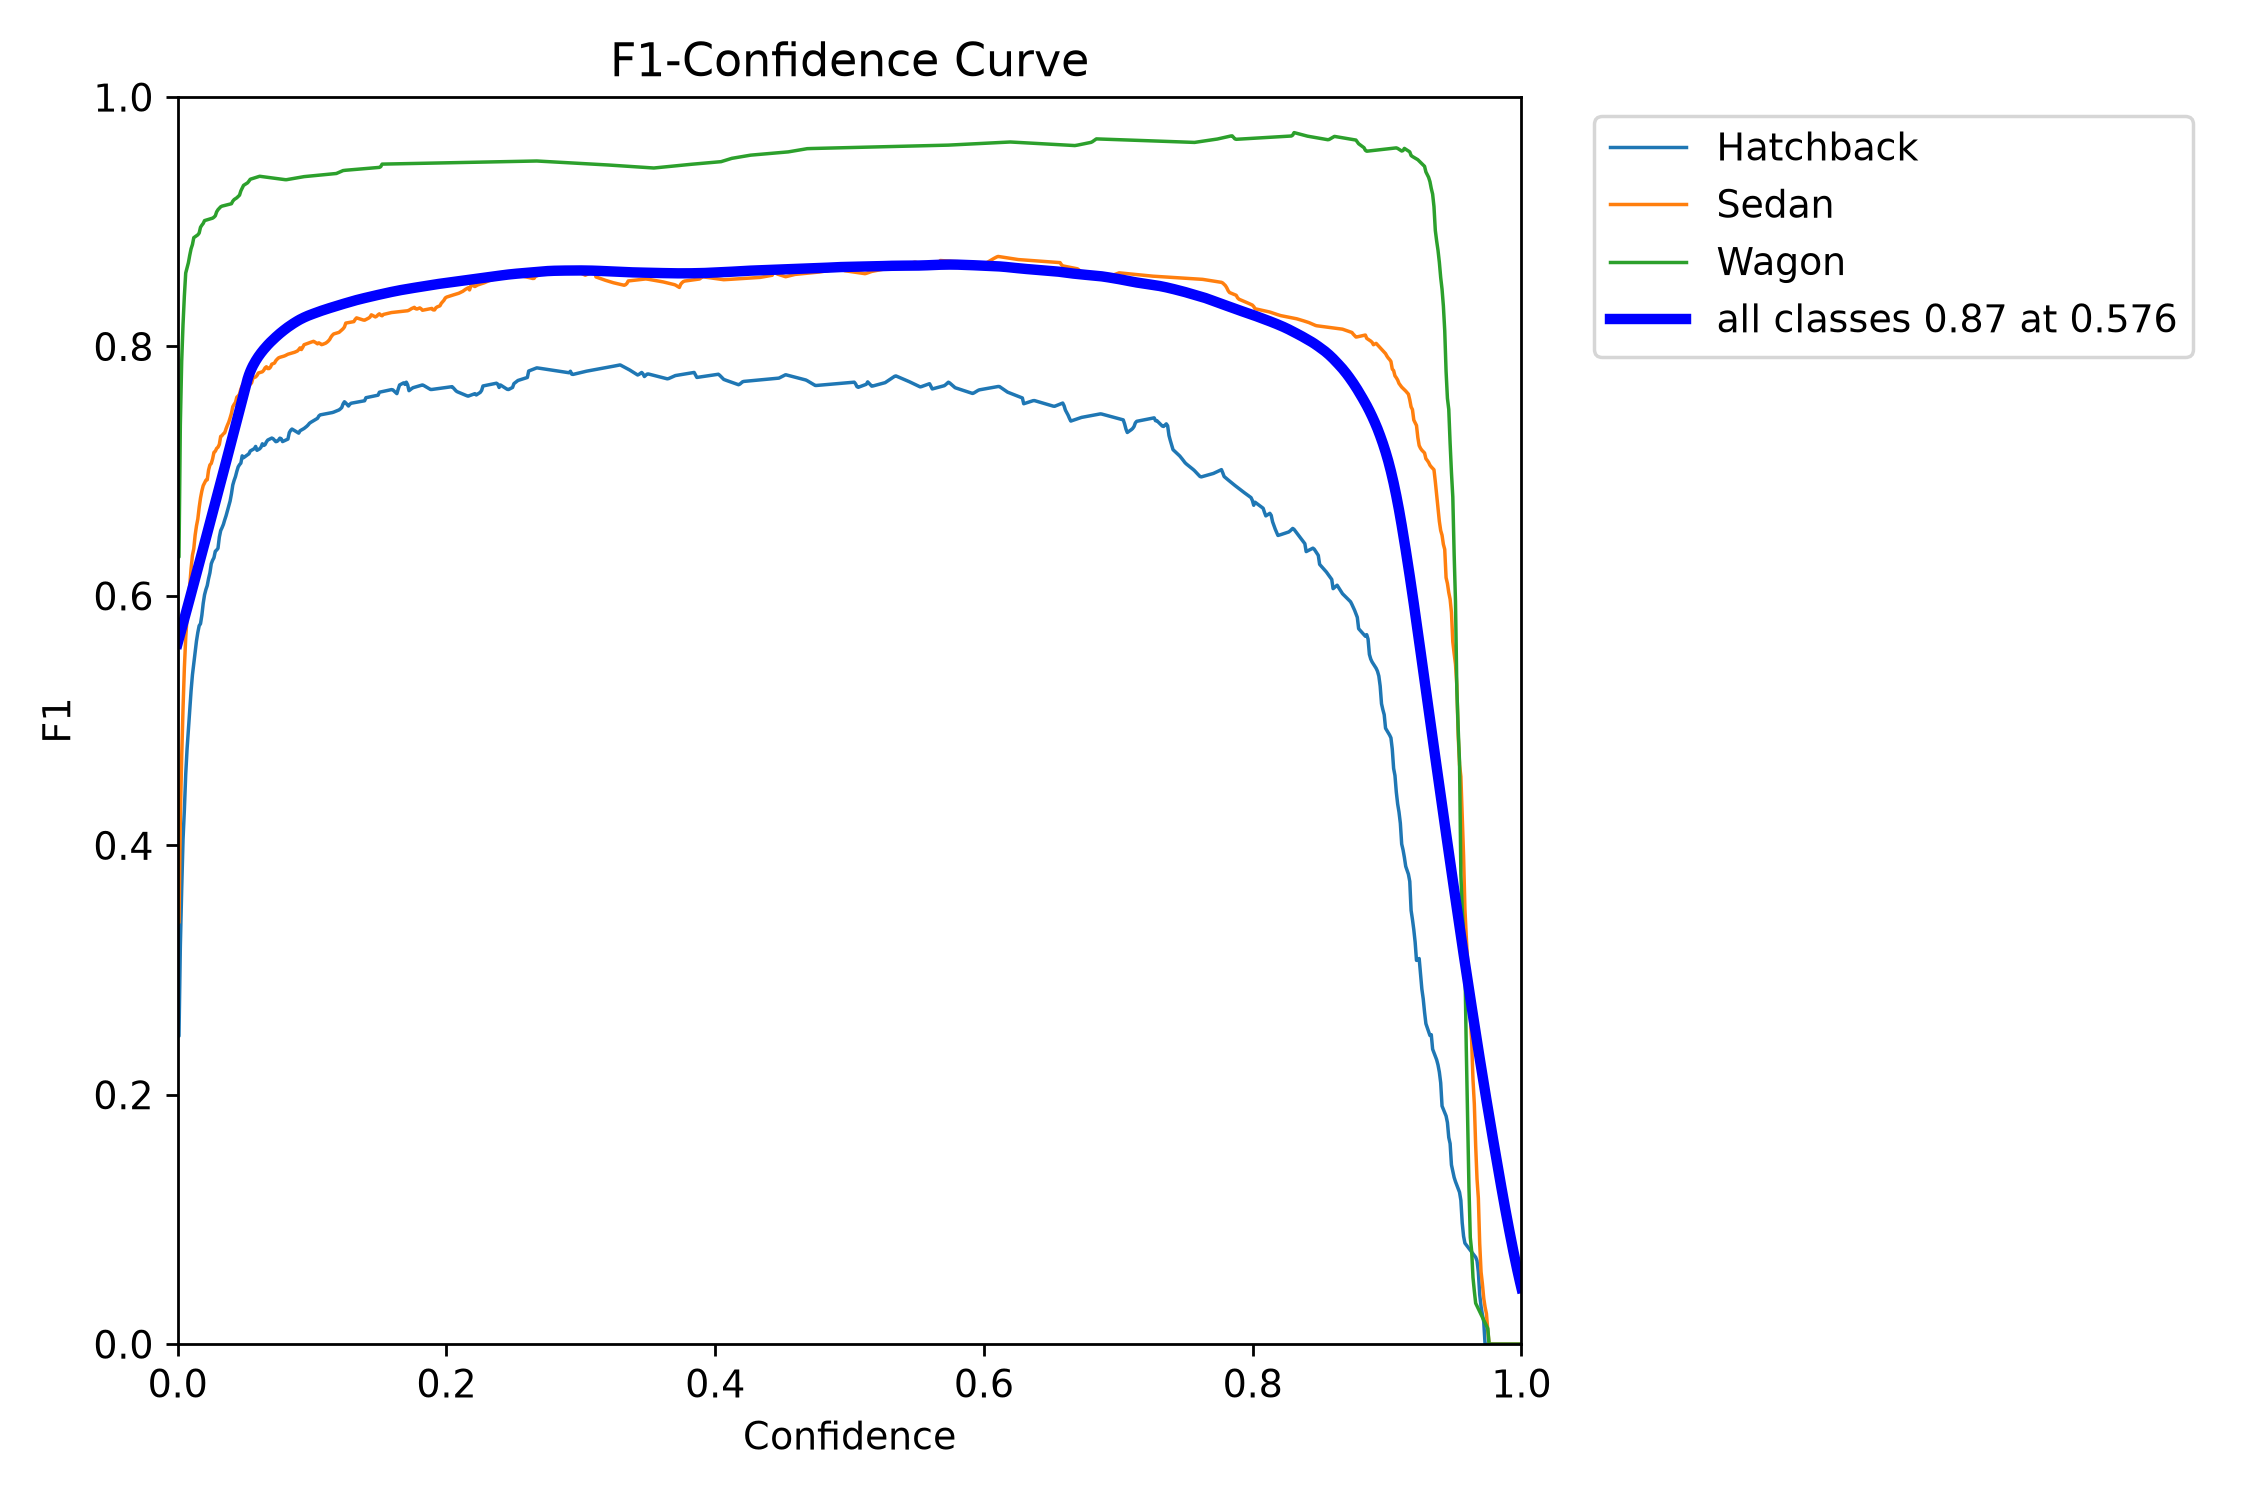 F1-Confidence Curve
1.0
0.8
0.6
0.4
0.2
0.0
F1
0.0 0.2 0.4 0.6 0.8 1.0
Confidence
Hatchback
Sedan
Wagon
all classes 0.87 at 0.576